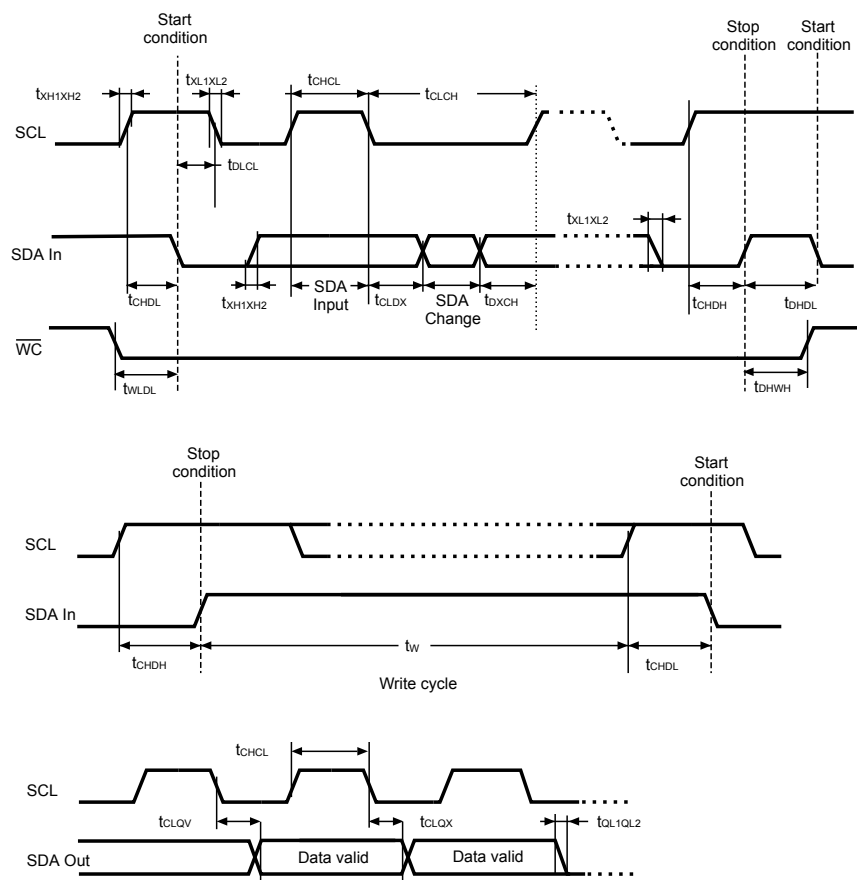 Start
condition
Stop
condition
Start
condition
tXH1XH2
tXL1XL2
tCHCL
tCLCH
SCL
tDLCL
tXL1XL2
SDA In
tCHDL
tXH1XH2
SDA
Input
tCLDX
SDA
Change
tDXCH
tCHDH
tDHDL
WC
tWLDL
tDHWH
Stop
condition
Start
condition
SCL
SDA In
tCHDH
tW
tCHDL
Write cycle
tCHCL
SCL
tCLQV
tCLQX
tQL1QL2
SDA Out
Data valid
Data valid